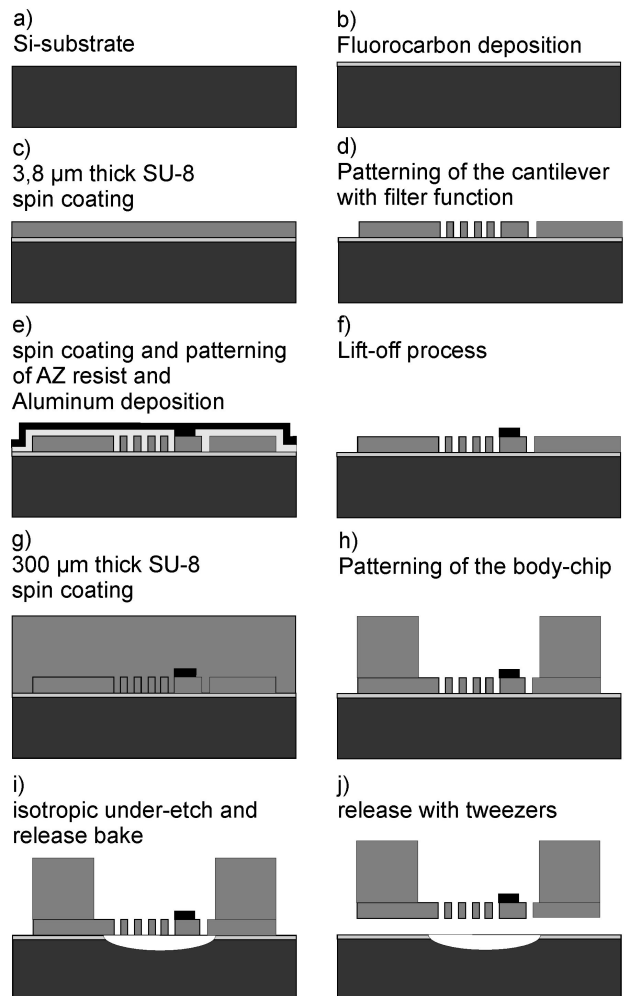 a)
Si-substrate
b)
Fluorocarbon deposition
c)
3,8 µm thick SU-8
spin coating
d)
Patterning of the cantilever
with filter function
e)
spin coating and patterning
of AZ resist and
Aluminum deposition
f)
Lift-off process
g)
300 µm thick SU-8
spin coating
h)
Patterning of the body-chip
i)
isotropic under-etch and
release bake
j)
release with tweezers